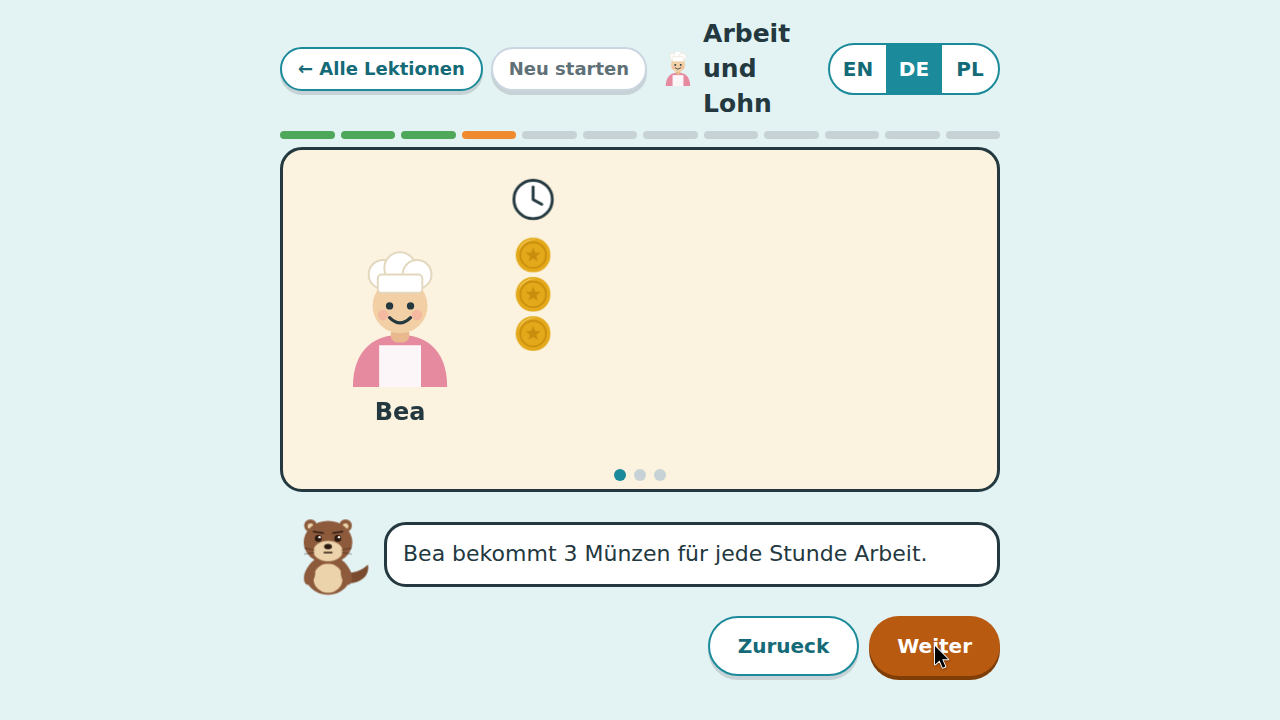 ← Alle Lektionen
Neu starten
Arbeit
und
Lohn
EN
DE
PL
Bea
Bea bekommt 3 Münzen für jede Stunde Arbeit.
Zurueck
Weiter